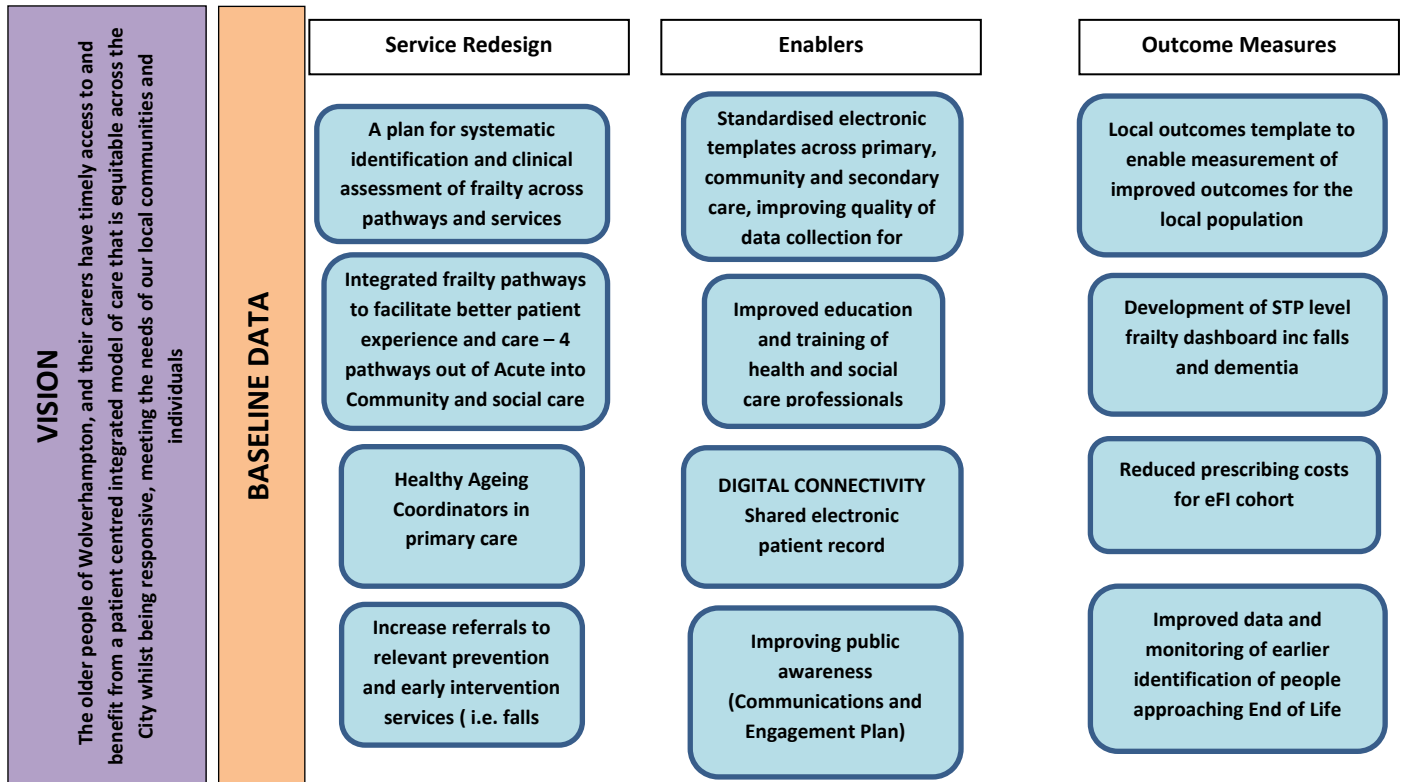 VISION
The older people of Wolverhampton, and their carers have timely access to and
benefit from a patient centred integrated model of care that is equitable across the
City whilst being responsive, meeting the needs of our local communities and
individuals
BASELINE DATA
Service Redesign
A plan for systematic
identification and clinical
assessment of frailty across
pathways and services
Integrated frailty pathways
to facilitate better patient
experience and care – 4
pathways out of Acute into
Community and social care
Healthy Ageing
Coordinators in
primary care
Increase referrals to
relevant prevention
and early intervention
services ( i.e. falls
Enablers
Standardised electronic
templates across primary,
community and secondary
care, improving quality of
data collection for
Improved education
and training of
health and social
care professionals
DIGITAL CONNECTIVITY
Shared electronic
patient record
Improving public
awareness
(Communications and
Engagement Plan)
Outcome Measures
Local outcomes template to
enable measurement of
improved outcomes for the
local population
Development of STP level
frailty dashboard inc falls
and dementia
Reduced prescribing costs
for eFI cohort
Improved data and
monitoring of earlier
identification of people
approaching End of Life